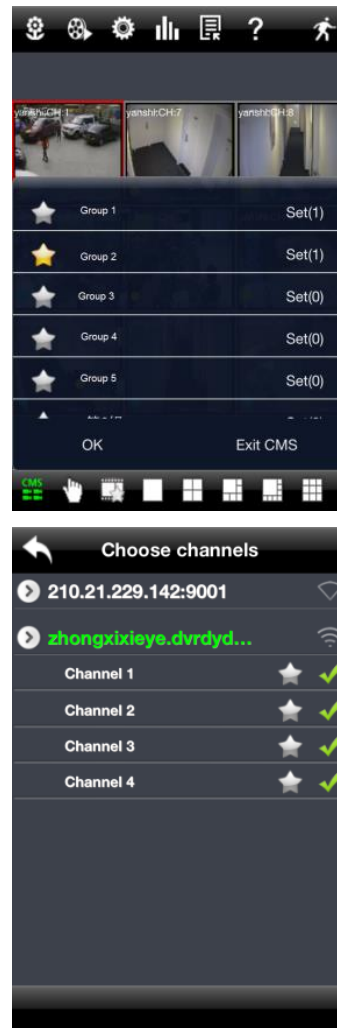 ?
yanshi:CH:1 yanshi:CH:7 yanshi:CH:8
Group 1 Set(1)
Group 2 Set(1)
Group 3 Set(0)
Group 4 Set(0)
Group 5 Set(0)
OK Exit CMS
CMS
Choose channels
210.21.229.142:9001
zhongxixieye.dvrdyd...
Channel 1
Channel 2
Channel 3
Channel 4